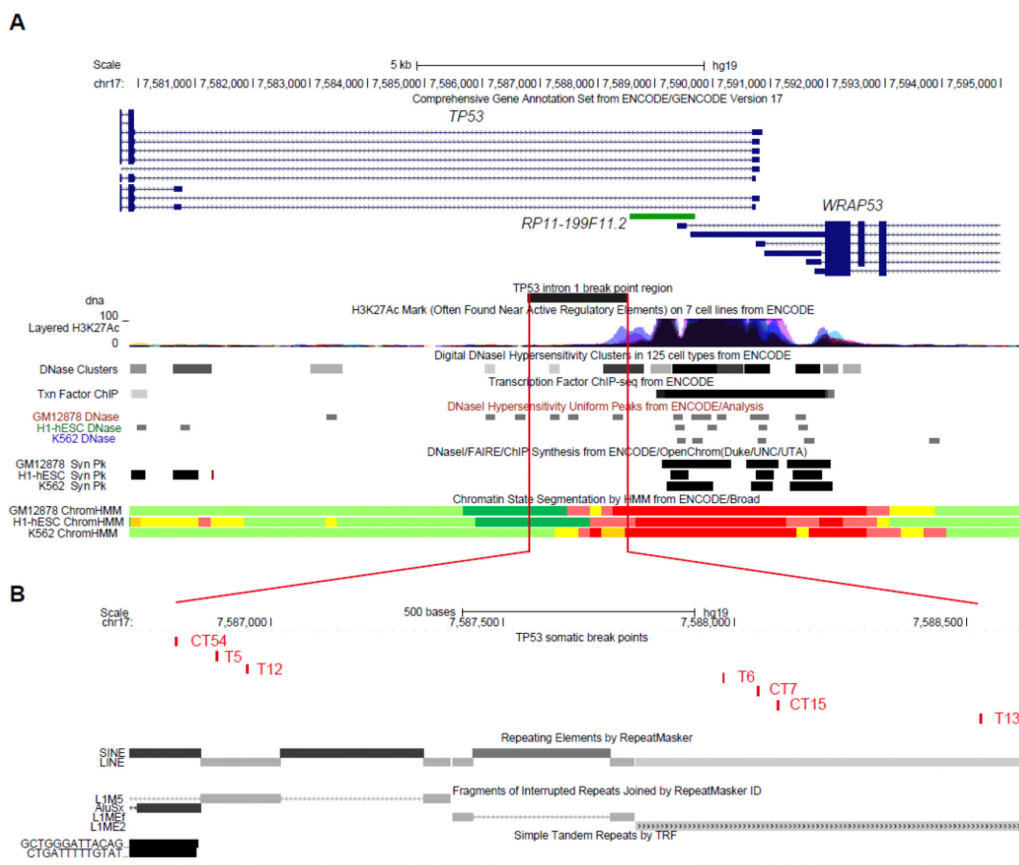 A
Scale 5 kb hg19
chr17: 7,581,000 7,582,000 7,583,000 7,584,000 7,585,000 7,586,000 7,587,000 7,588,000 7,589,000 7,590,000 7,591,000 7,592,000 7,593,000 7,594,000 7,595,000
Comprehensive Gene Annotation Set from ENCODE/GENCODE Version 17
TP53
WRAP53
RP11-199F11.2
TP53 intron 1 break point region
dna
H3K27Ac Mark (Often Found Near Active Regulatory Elements) on 7 cell lines from ENCODE
100
Layered H3K27Ac
0
Digital DNaseI Hypersensitivity Clusters in 125 cell types from ENCODE
DNase Clusters
Transcription Factor ChIP-seq from ENCODE
Txn Factor ChIP
DNaseI Hypersensitivity Uniform Peaks from ENCODE/Analysis
GM12878 DNase
H1-hESC DNase
K562 DNase
DNaseI/FAIRE/ChIP Synthesis from ENCODE/OpenChrom(Duke/UNC/UTA)
GM12878 Syn Pk
H1-hESC Syn Pk
K562 Syn Pk
Chromatin State Segmentation by HMM from ENCODE/Broad
GM12878 ChromHMM
H1-hESC ChromHMM
K562 ChromHMM
B
Scale 500 bases hg19
chr17: 7,587,000 7,587,500 7,588,000 7,588,500
TP53 somatic break points
CT54
T5
T12
T6
CT7
CT15
T13
Repeating Elements by RepeatMasker
SINE
LINE
Fragments of Interrupted Repeats Joined by RepeatMasker ID
L1M5
AluSx
L1MEf
L1ME2
Simple Tandem Repeats by TRF
GCTGGGATTACAG..
CTGATTTTTGTAT..